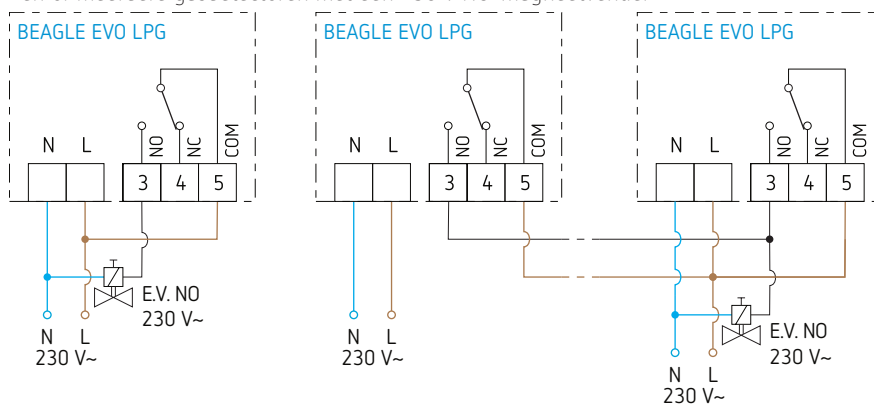 BEAGLE EVO LPG
N L
NO NC COM
3 4 5
E.V. NO
230 V~
N L
230 V~
BEAGLE EVO LPG
N L
NO NC COM
3 4 5
N L
230 V~
BEAGLE EVO LPG
N L
NO NC COM
3 4 5
E.V. NO
230 V~
N L
230 V~